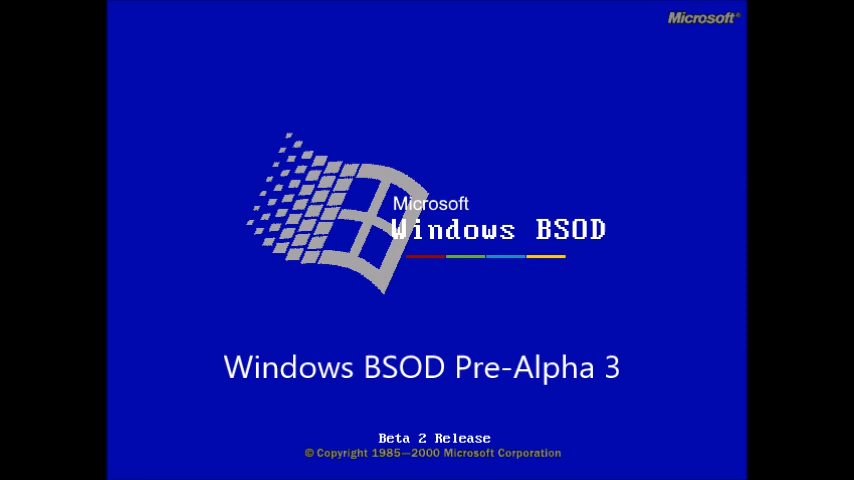 Microsoft®
Microsoft
Windows BSOD
Windows BSOD Pre-Alpha 3
Beta 2 Release
© Copyright 1985—2000 Microsoft Corporation